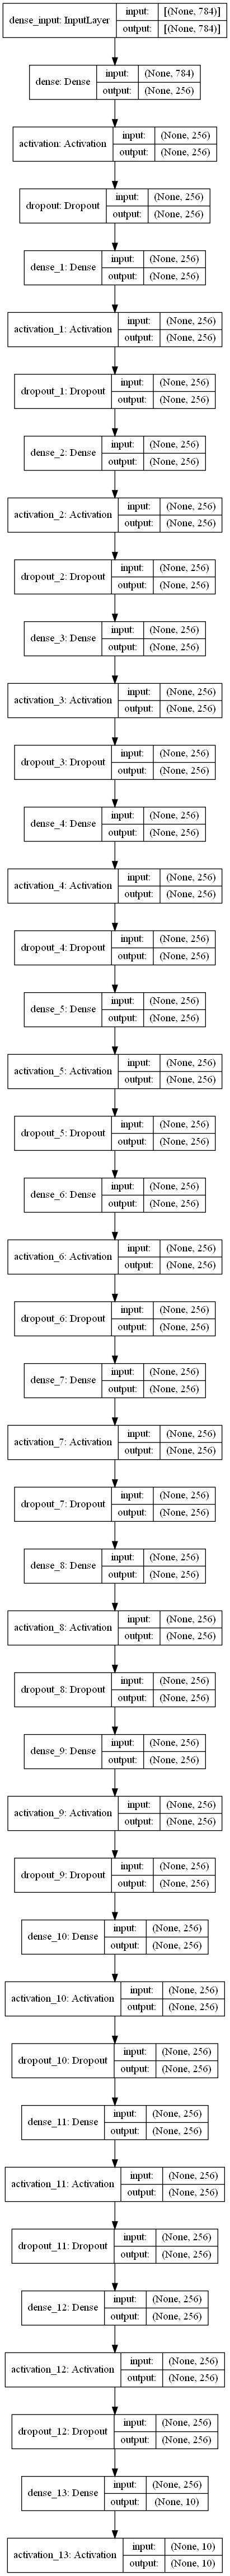 dense_input: InputLayer
input: [(None, 784)]
output: [(None, 784)]
dense: Dense
input: (None, 784)
output: (None, 256)
activation: Activation
input: (None, 256)
output: (None, 256)
dropout: Dropout
input: (None, 256)
output: (None, 256)
dense_1: Dense
input: (None, 256)
output: (None, 256)
activation_1: Activation
input: (None, 256)
output: (None, 256)
dropout_1: Dropout
input: (None, 256)
output: (None, 256)
dense_2: Dense
input: (None, 256)
output: (None, 256)
activation_2: Activation
input: (None, 256)
output: (None, 256)
dropout_2: Dropout
input: (None, 256)
output: (None, 256)
dense_3: Dense
input: (None, 256)
output: (None, 256)
activation_3: Activation
input: (None, 256)
output: (None, 256)
dropout_3: Dropout
input: (None, 256)
output: (None, 256)
dense_4: Dense
input: (None, 256)
output: (None, 256)
activation_4: Activation
input: (None, 256)
output: (None, 256)
dropout_4: Dropout
input: (None, 256)
output: (None, 256)
dense_5: Dense
input: (None, 256)
output: (None, 256)
activation_5: Activation
input: (None, 256)
output: (None, 256)
dropout_5: Dropout
input: (None, 256)
output: (None, 256)
dense_6: Dense
input: (None, 256)
output: (None, 256)
activation_6: Activation
input: (None, 256)
output: (None, 256)
dropout_6: Dropout
input: (None, 256)
output: (None, 256)
dense_7: Dense
input: (None, 256)
output: (None, 256)
activation_7: Activation
input: (None, 256)
output: (None, 256)
dropout_7: Dropout
input: (None, 256)
output: (None, 256)
dense_8: Dense
input: (None, 256)
output: (None, 256)
activation_8: Activation
input: (None, 256)
output: (None, 256)
dropout_8: Dropout
input: (None, 256)
output: (None, 256)
dense_9: Dense
input: (None, 256)
output: (None, 256)
activation_9: Activation
input: (None, 256)
output: (None, 256)
dropout_9: Dropout
input: (None, 256)
output: (None, 256)
dense_10: Dense
input: (None, 256)
output: (None, 256)
activation_10: Activation
input: (None, 256)
output: (None, 256)
dropout_10: Dropout
input: (None, 256)
output: (None, 256)
dense_11: Dense
input: (None, 256)
output: (None, 256)
activation_11: Activation
input: (None, 256)
output: (None, 256)
dropout_11: Dropout
input: (None, 256)
output: (None, 256)
dense_12: Dense
input: (None, 256)
output: (None, 256)
activation_12: Activation
input: (None, 256)
output: (None, 256)
dropout_12: Dropout
input: (None, 256)
output: (None, 256)
dense_13: Dense
input: (None, 256)
output: (None, 10)
activation_13: Activation
input: (None, 10)
output: (None, 10)